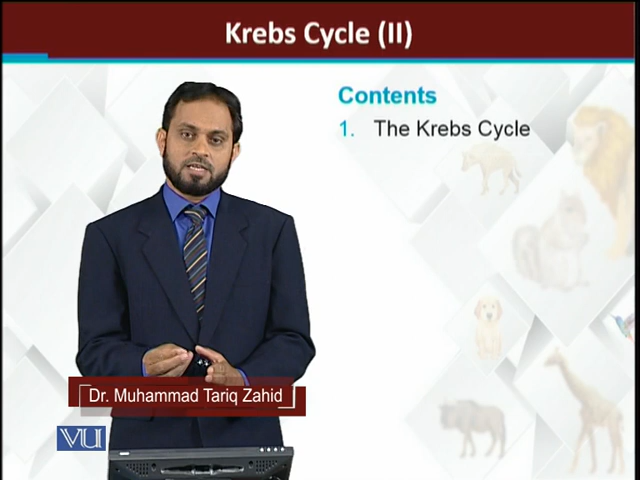 Krebs Cycle (II)
Contents
1. The Krebs Cycle
Dr. Muhammad Tariq Zahid
VU